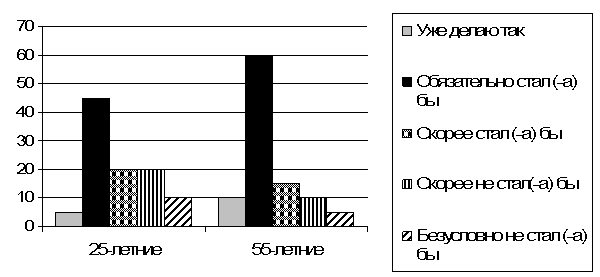 70
60
50
40
30
20
10
0
25-летние
55-летние
Уже делаю так
Обязательно стал (-а)
бы
Скорее стал (-а) бы
Скорее не стал(-а) бы
Безусловно не стал (-а)
бы